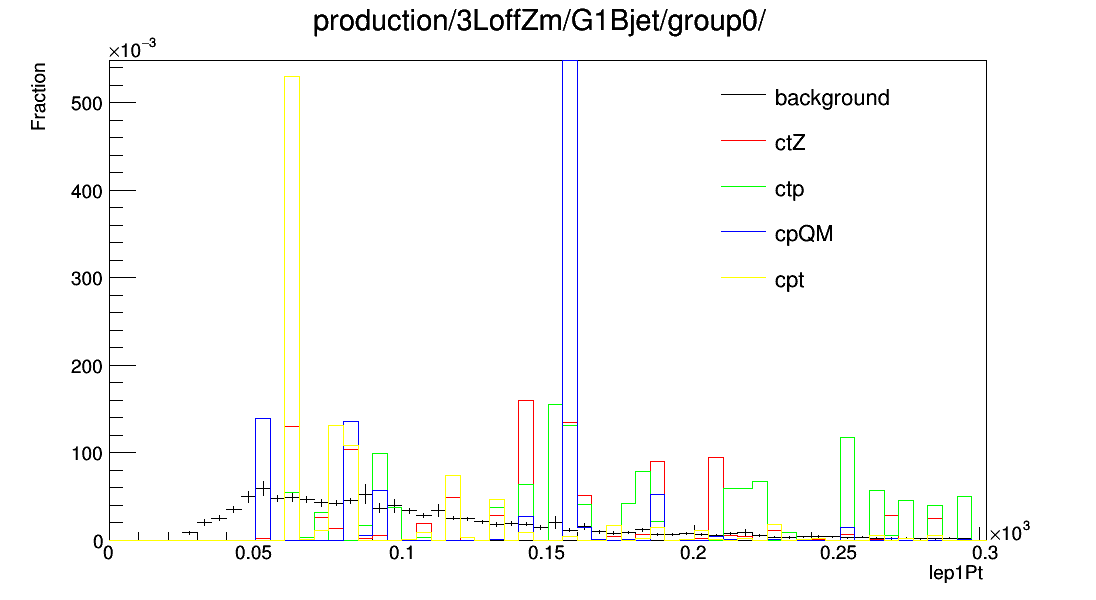 production/3LoffZm/G1Bjet/group0/
×10⁻³
Fraction
500
400
300
200
100
0
background
ctZ
ctp
cpQM
cpt
0 0.05 0.1 0.15 0.2 0.25 0.3 ×10³
lep1Pt